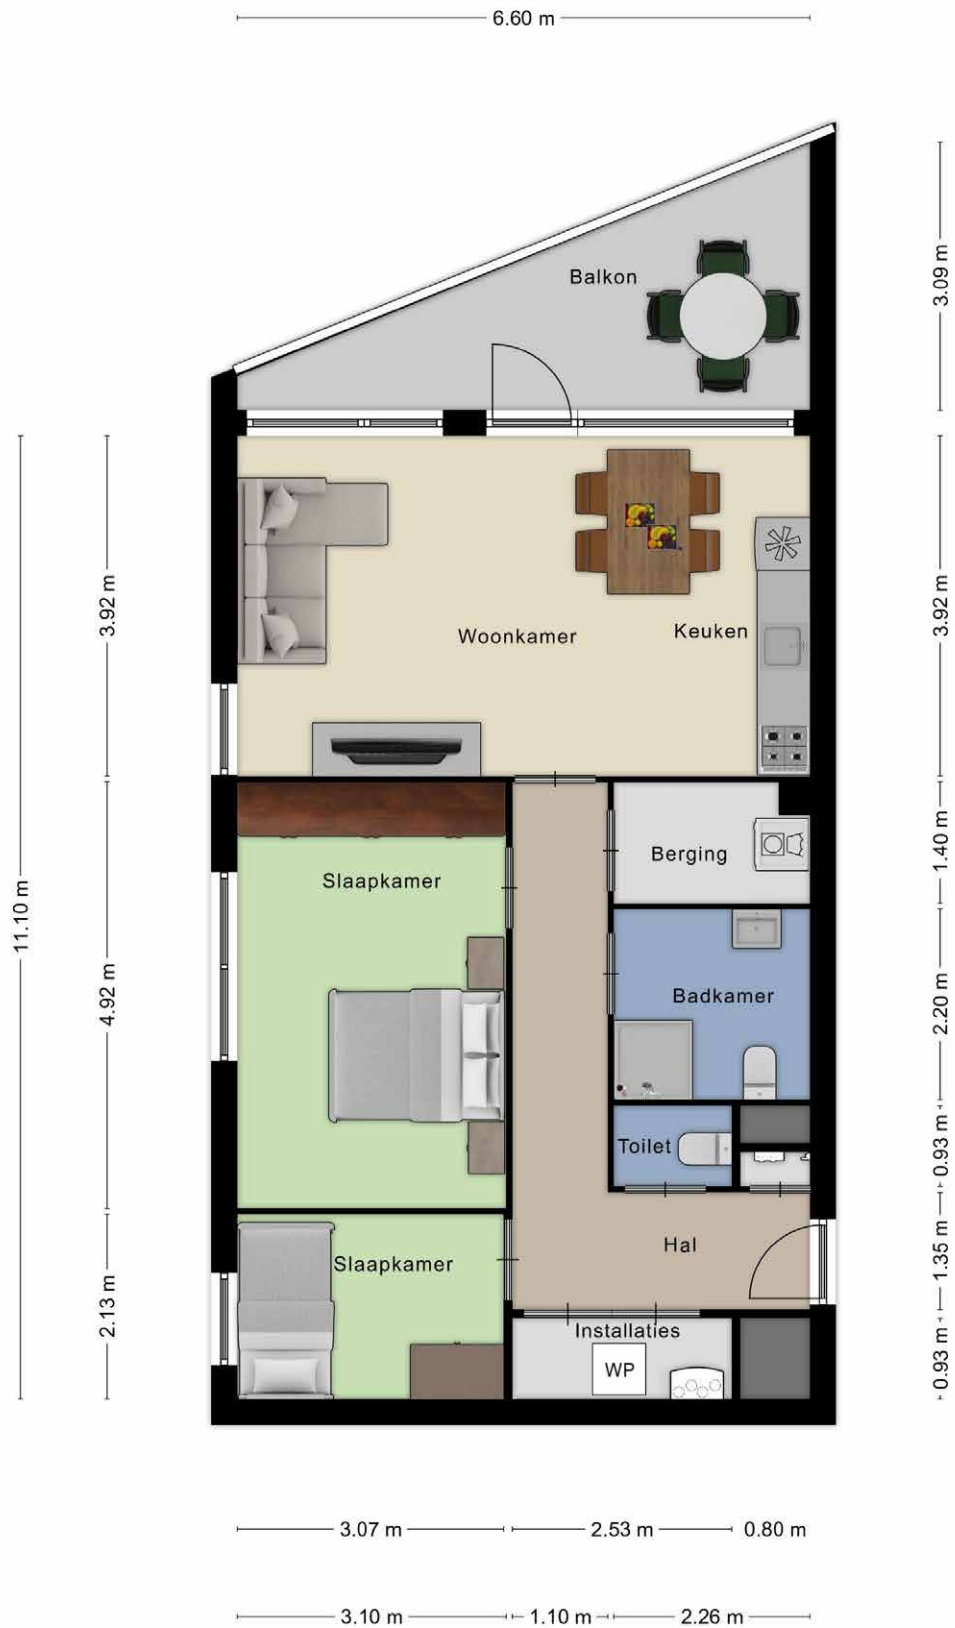 6.60 m
Balkon
3.09 m
3.92 m
3.92 m
Woonkamer
Keuken
11.10 m
Slaapkamer
Berging
1.40 m
4.92 m
Badkamer
2.20 m
Toilet
0.93 m
Hal
1.35 m
Slaapkamer
2.13 m
Installaties
WP
0.93 m
3.07 m
2.53 m
0.80 m
3.10 m
1.10 m
2.26 m